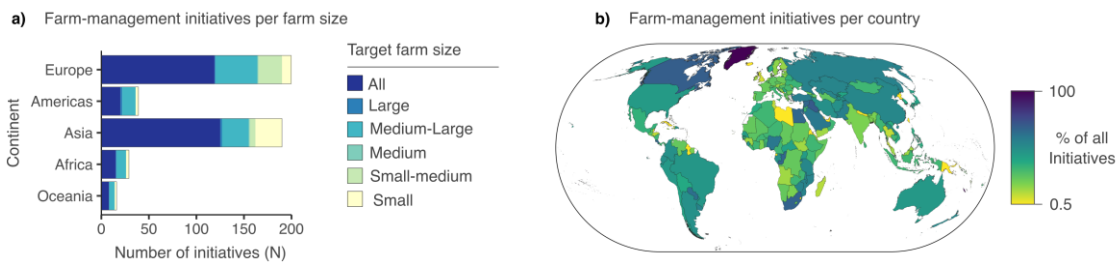 a) Farm-management initiatives per farm size
Continent
Europe
Americas
Asia
Africa
Oceania
0 50 100 150 200
Number of initiatives (N)
Target farm size
All
Large
Medium-Large
Medium
Small-medium
Small
b) Farm-management initiatives per country
100
% of all
Initiatives
0.5